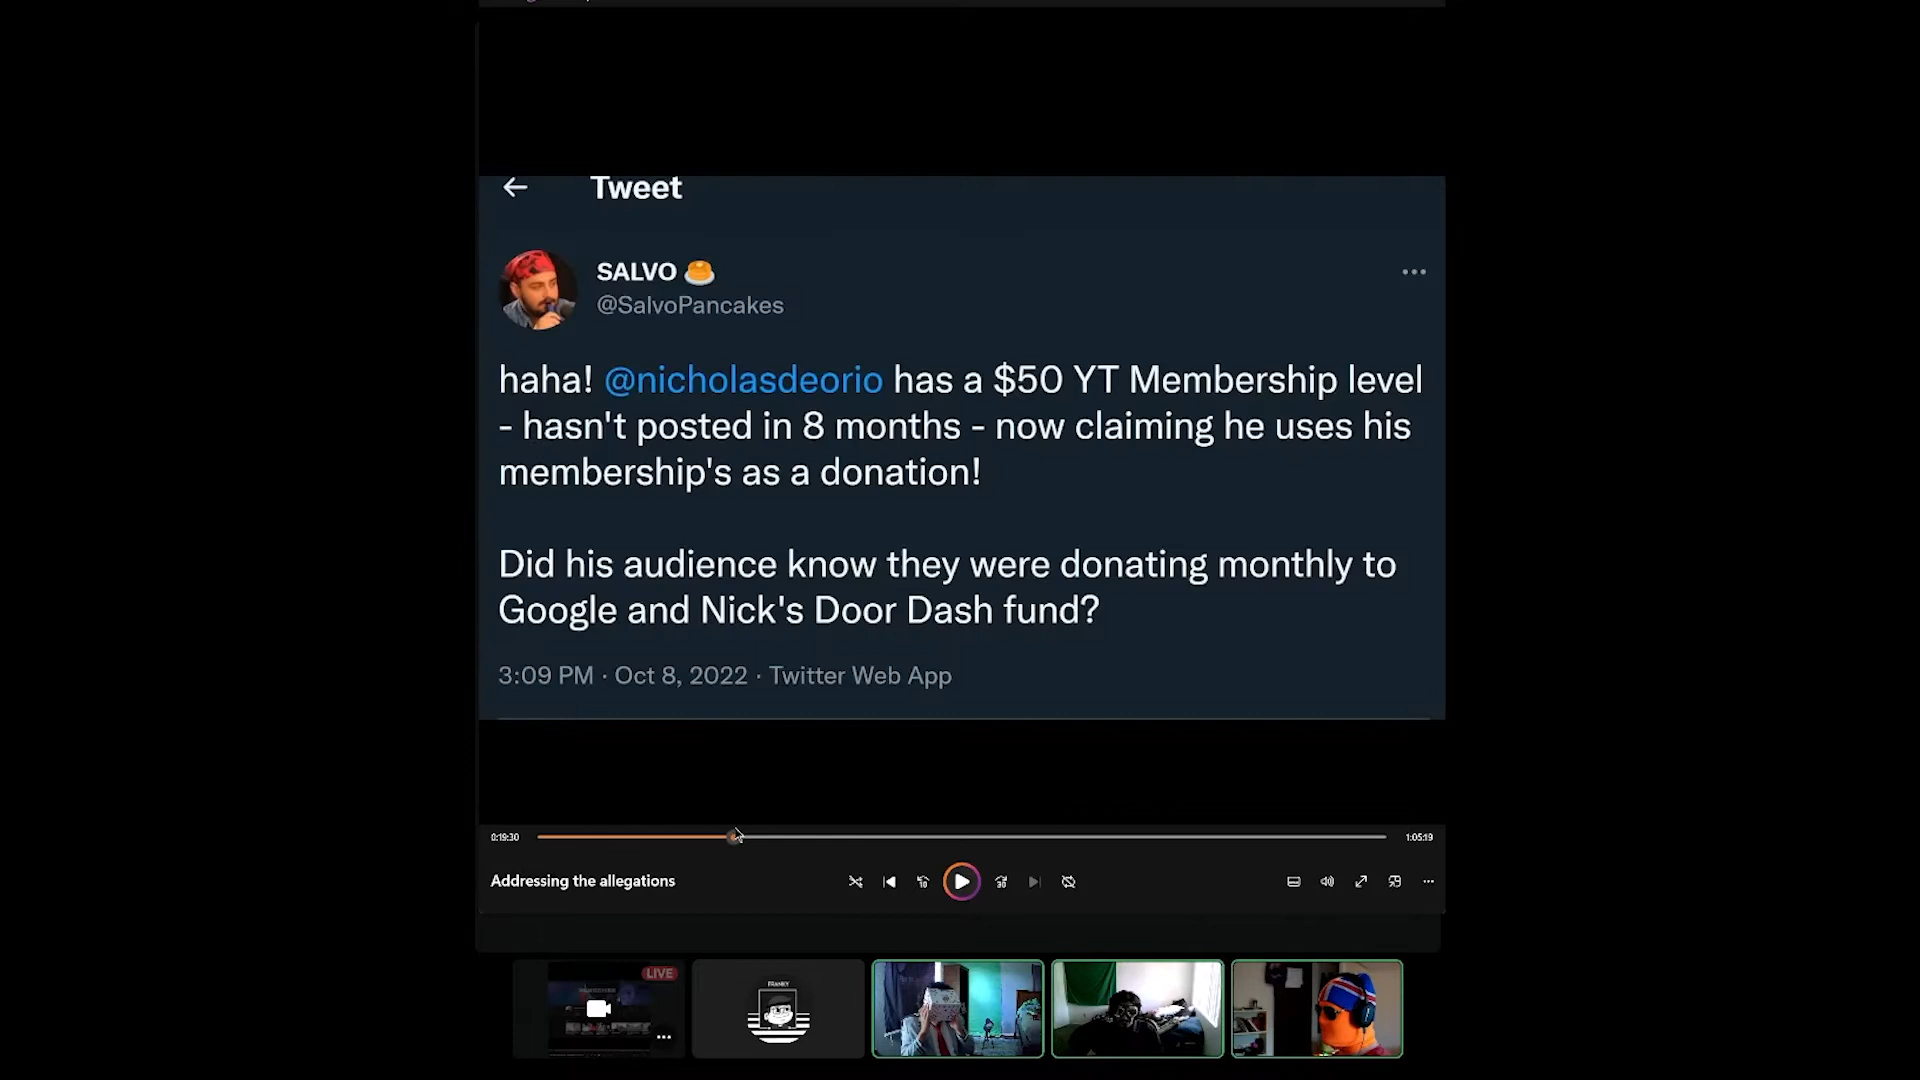 Tweet
SALVO 🥞
@SalvoPancakes
haha! @nicholasdeorio has a $50 YT Membership level
- hasn't posted in 8 months - now claiming he uses his
membership's as a donation!
Did his audience know they were donating monthly to
Google and Nick's Door Dash fund?
3:09 PM · Oct 8, 2022 · Twitter Web App
0:19:30
1:05:19
Addressing the allegations
10
30
LIVE
FRANKY